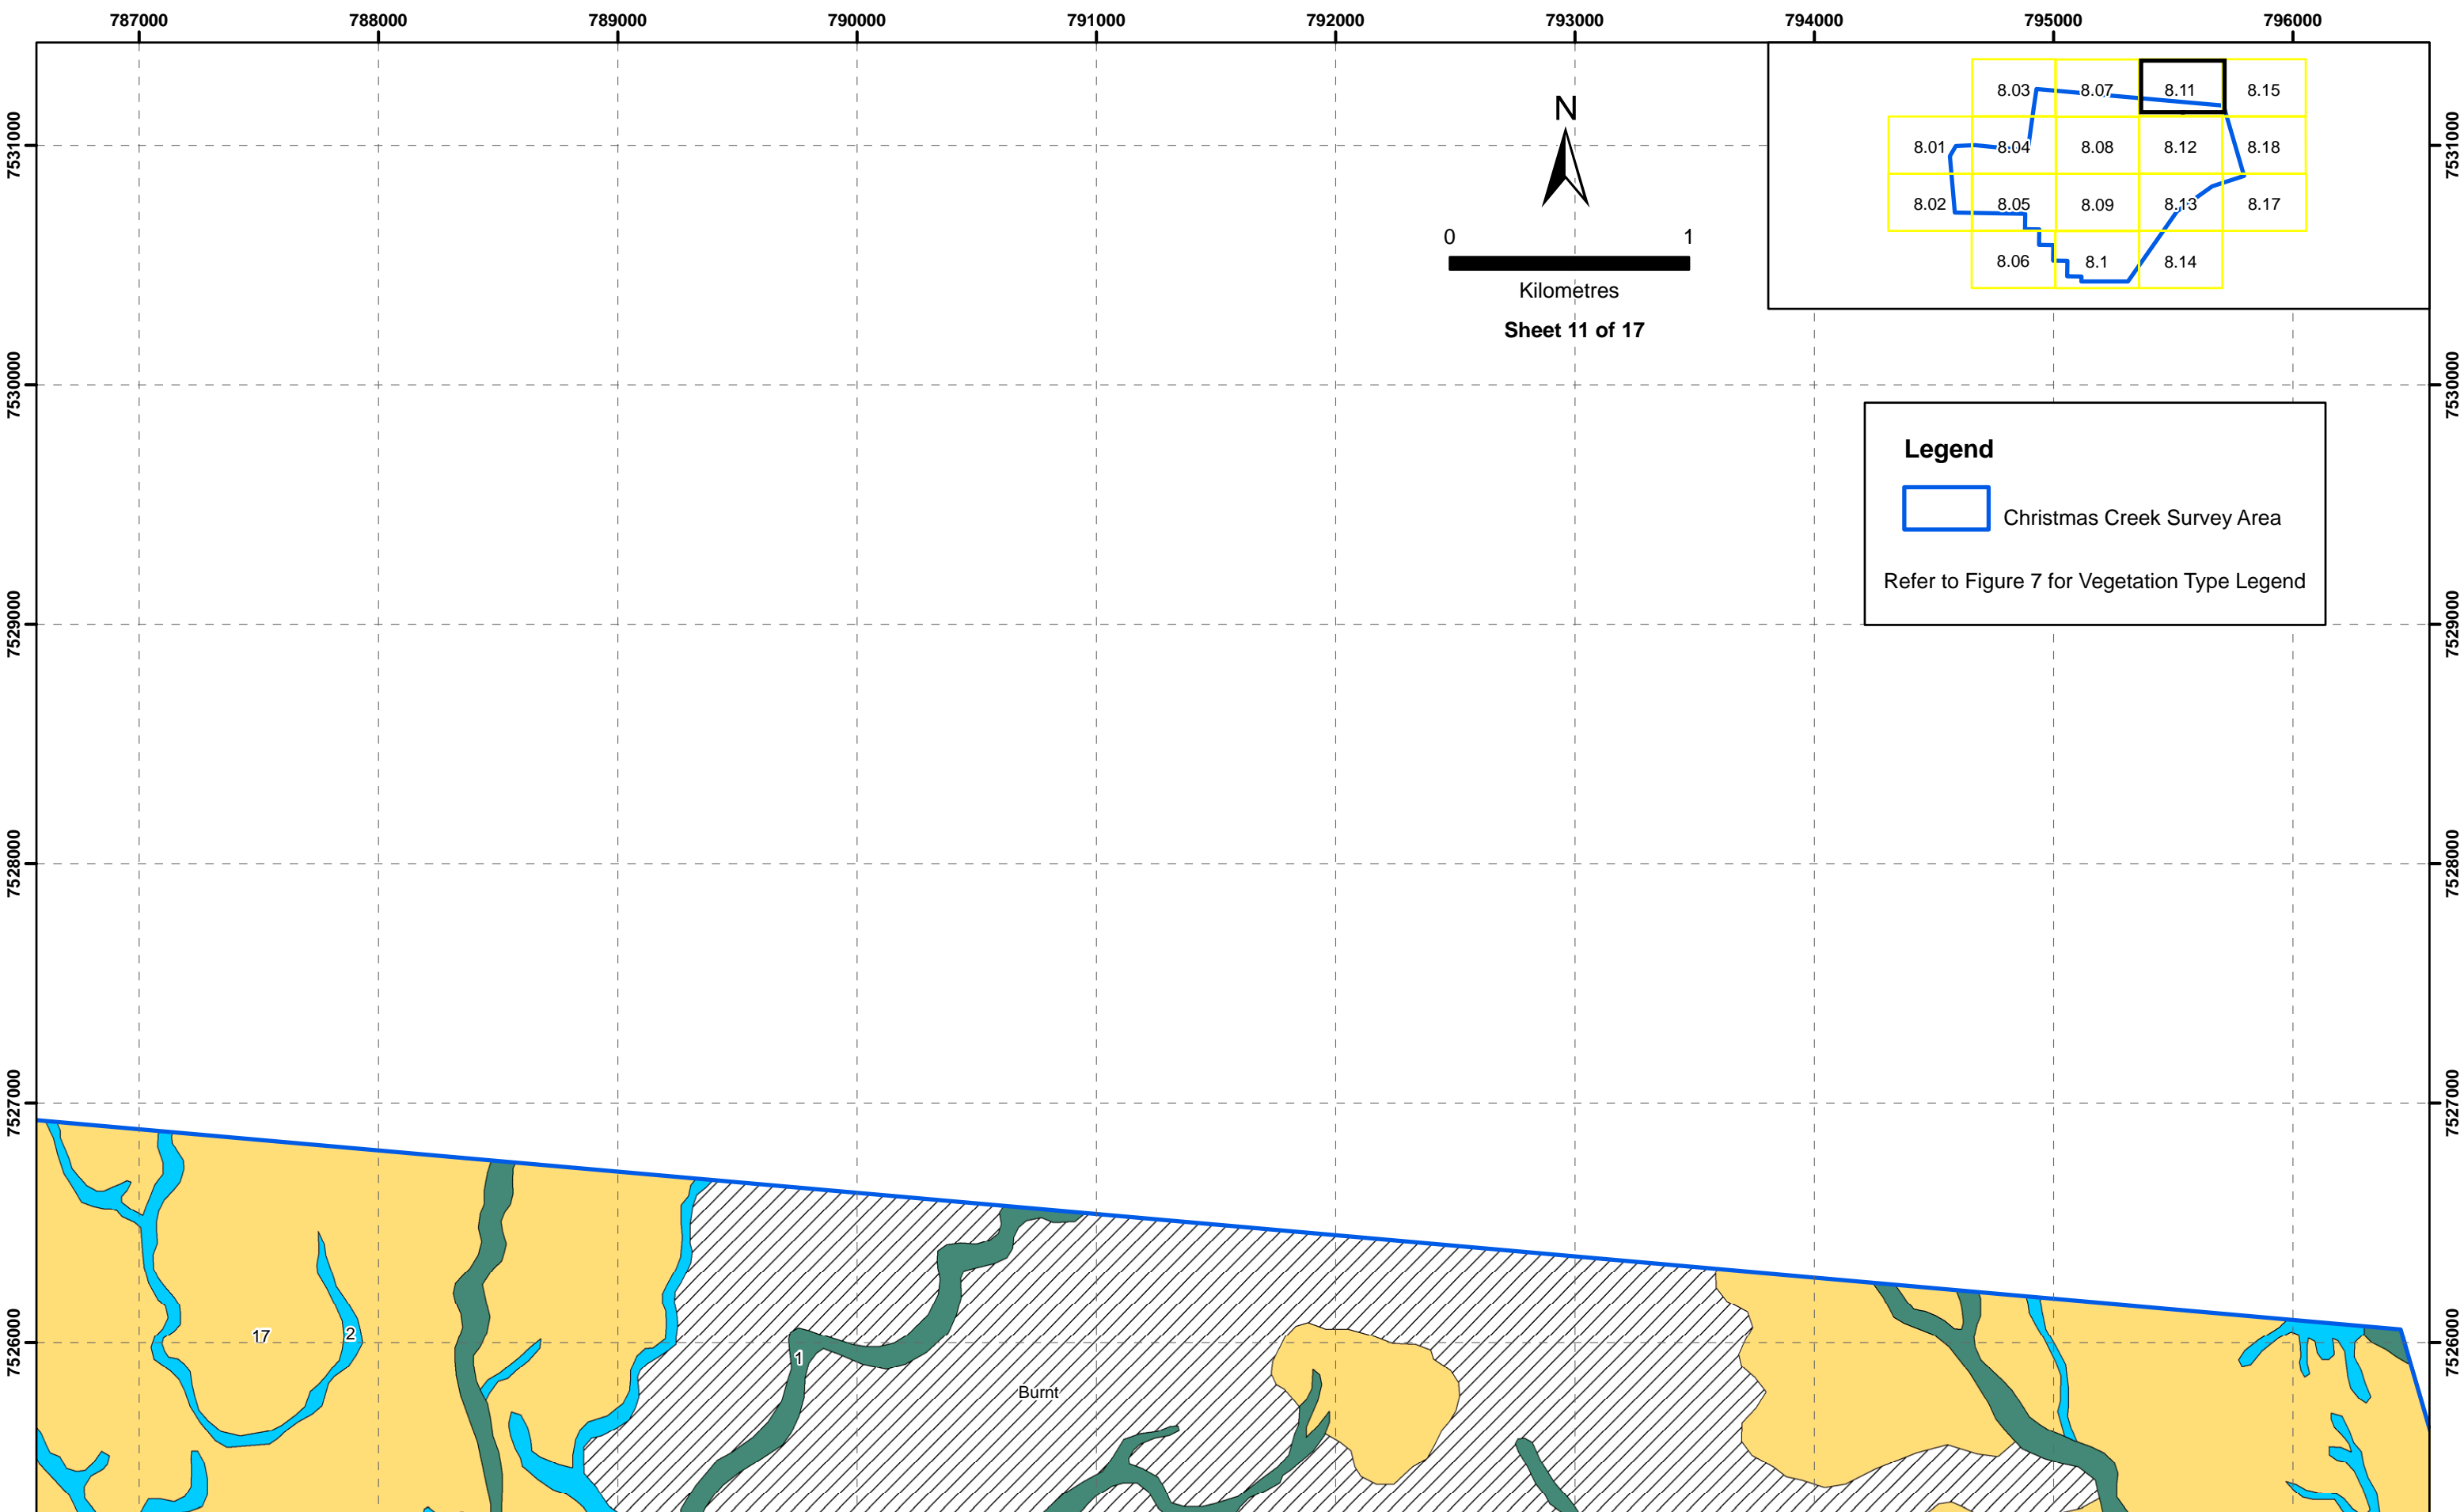 787000 788000 789000 790000 791000 792000 793000 794000 795000 796000
8.03 8.07 8.11 8.15
8.01 8.04 8.08 8.12 8.18
8.02 8.05 8.09 8.13 8.17
8.06 8.1 8.14
N
0 1
Kilometres
Sheet 11 of 17
Legend
Christmas Creek Survey Area
Refer to Figure 7 for Vegetation Type Legend
7531000 7531000
7530000 7530000
7529000 7529000
7528000 7528000
7527000 7527000
7526000 7526000
17 2
1
Burnt